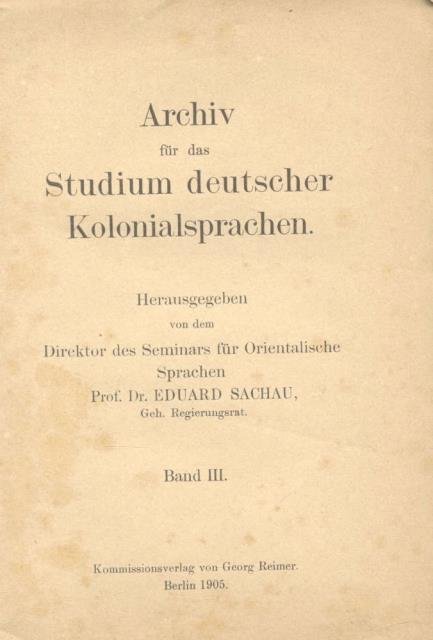 Archiv
für das
Studium deutscher
Kolonialsprachen.
Herausgegeben
von dem
Direktor des Seminars für Orientalische
Sprachen
Prof. Dr. EDUARD SACHAU,
Geh. Regierungsrat.
Band III.
Kommissionsverlag von Georg Reimer.
Berlin 1905.